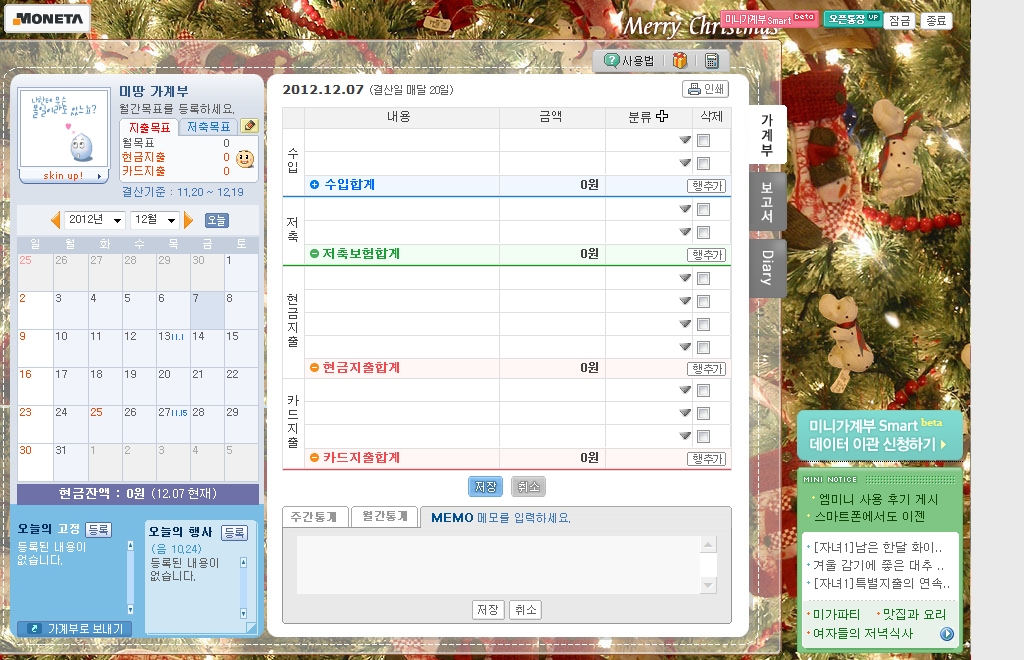 MONETA
Merry Christmas
미니가계부 Smart beta
오픈통장 UP
잠금
종료
사용법
미땅 가계부
월간목표를 등록하세요.
지출목표 저축목표
월목표 0
현금지출 0
카드지출 0
결산기준 : 11.20 ~ 12.19
skin up!
2012년 12월 오늘
일 월 화 수 목 금 토
25 26 27 28 29 30 1
2 3 4 5 6 7 8
9 10 11 12 13 11.1 14 15
16 17 18 19 20 21 22
23 24 25 26 27 11.15 28 29
30 31 1 2 3 4 5
현금잔액 : 0원 (12.07 현재)
오늘의 고정 등록
등록된 내용이
없습니다.
가계부로 보내기
오늘의 행사 등록
(음 10.24)
등록된 내용이
없습니다.
2012.12.07 (결산일 매달 20일)
인쇄
내용 금액 분류 삭제
수입
수입합계 0원 행추가
저축
저축보험합계 0원 행추가
현금지출
현금지출합계 0원 행추가
카드지출
카드지출합계 0원 행추가
저장 취소
주간통계 월간통계 MEMO 메모를 입력하세요.
저장 취소
가계부
보고서
Diary
미니가계부 Smart beta
데이터 이관 신청하기
MINI NOTICE
엠미니 사용 후기 게시
스마트폰에서도 이젠
[자녀1]남은 한달 화이..
겨울 감기에 좋은 대추 ..
[자녀1]특별지출의 연속..
미가파티 맛집과 요리
여자들의 저녁식사